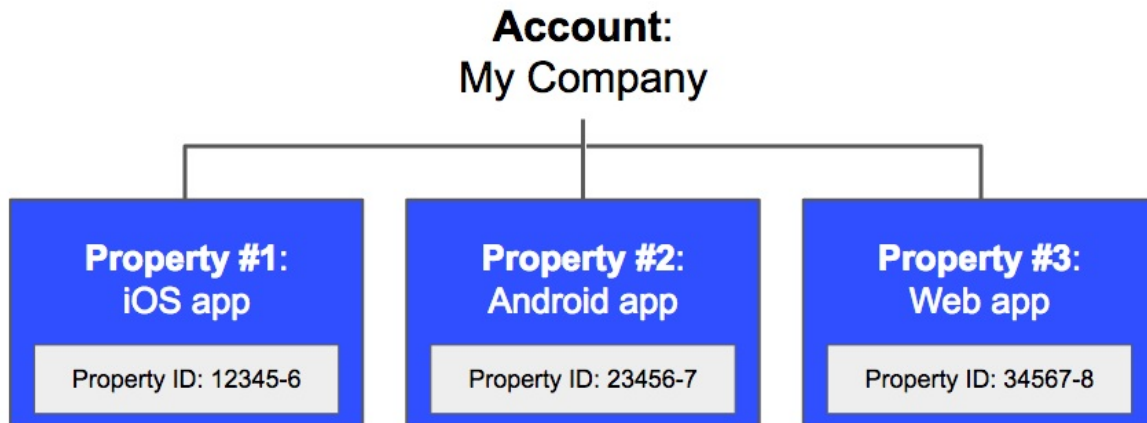 Account:
My Company
Property #1:
iOS app
Property ID: 12345-6
Property #2:
Android app
Property ID: 23456-7
Property #3:
Web app
Property ID: 34567-8